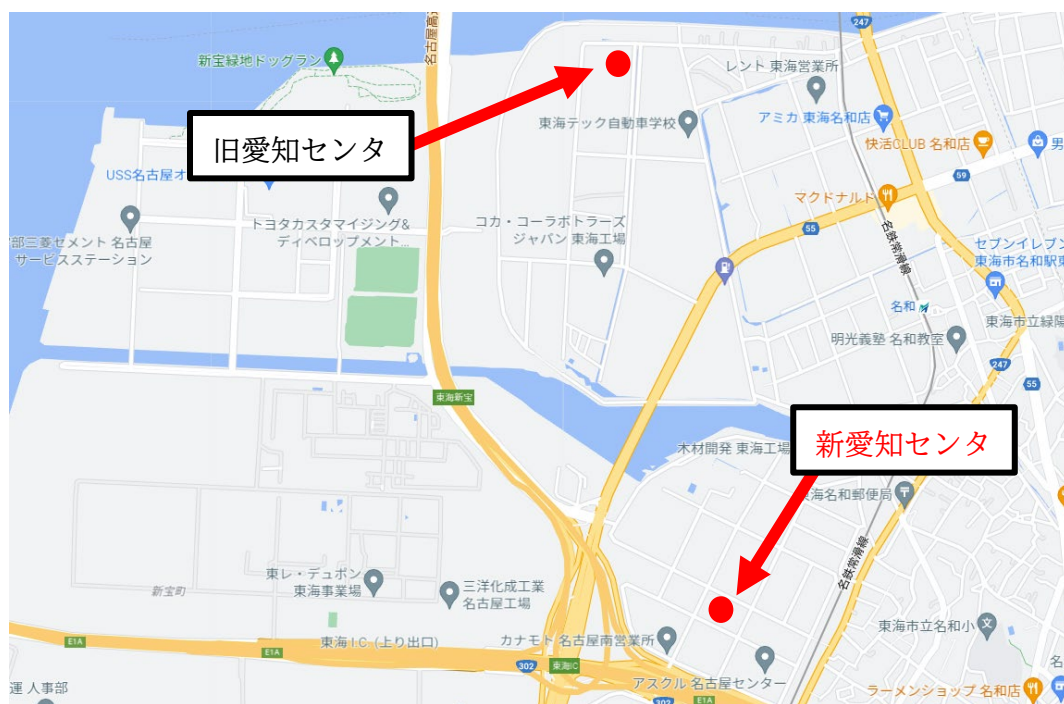 247
新宝緑地ドッグラン
名古屋高
レント 東海営業所
旧愛知センタ
東海テック自動車学校
アミカ 東海名和店
快活CLUB 名和店
男
59
USS名古屋オ
マクドナルド
トヨタカスタマイジング&
ディベロップメント...
コカ・コーラボトラーズ
ジャパン 東海工場
55
名鉄常滑線
部三菱セメント 名古屋
サービスステーション
セブンイレブン
東海市名和駅東
名和
東海市立緑陽
明光義塾 名和教室
247
55
東海新宝
新愛知センタ
木材開発 東海工場
東海名和郵便局
名鉄常滑線
東レ・デュポン
東海事業場
新宝町
三洋化成工業
名古屋工場
東海市立名和小
文
E1A
E1A
東海IC (上り出口)
カナモト 名古屋南営業所
302
東海IC
名
アスクル 名古屋センター
運 人事部
302
E1A
ラーメンショップ 名和店